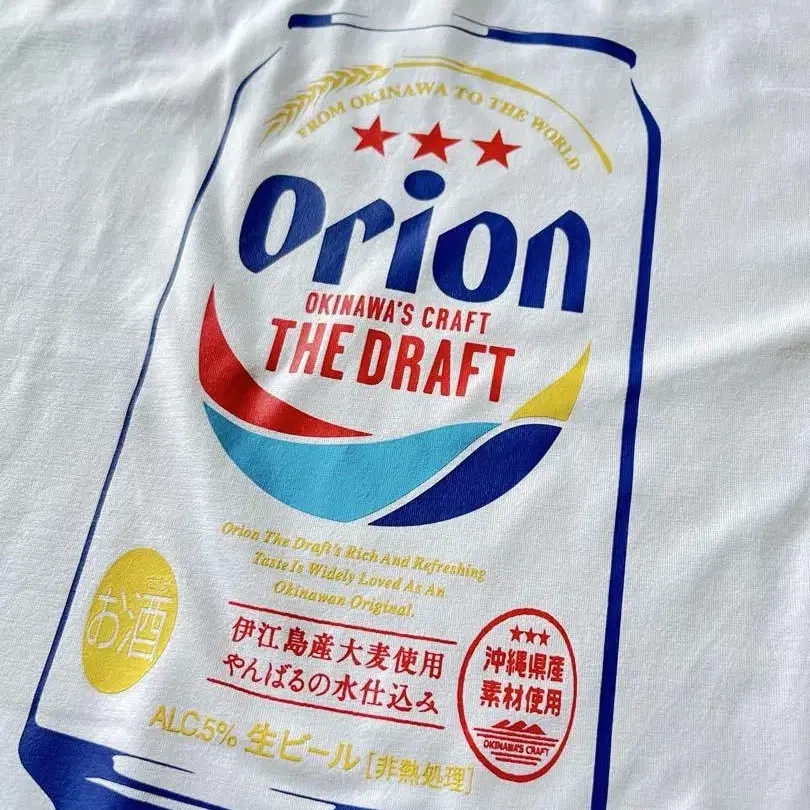 FROM OKINAWA TO THE WORLD
Orion
OKINAWA'S CRAFT
THE DRAFT
Orion The Draft's Rich And Refreshing
Taste Is Widely Loved As An
Okinawan Original.
お酒
伊江島産大麦使用
やんばるの水仕込み
沖縄県産
素材使用
OKINAWA'S CRAFT
ALC.5% 生ビール [非熱処理]